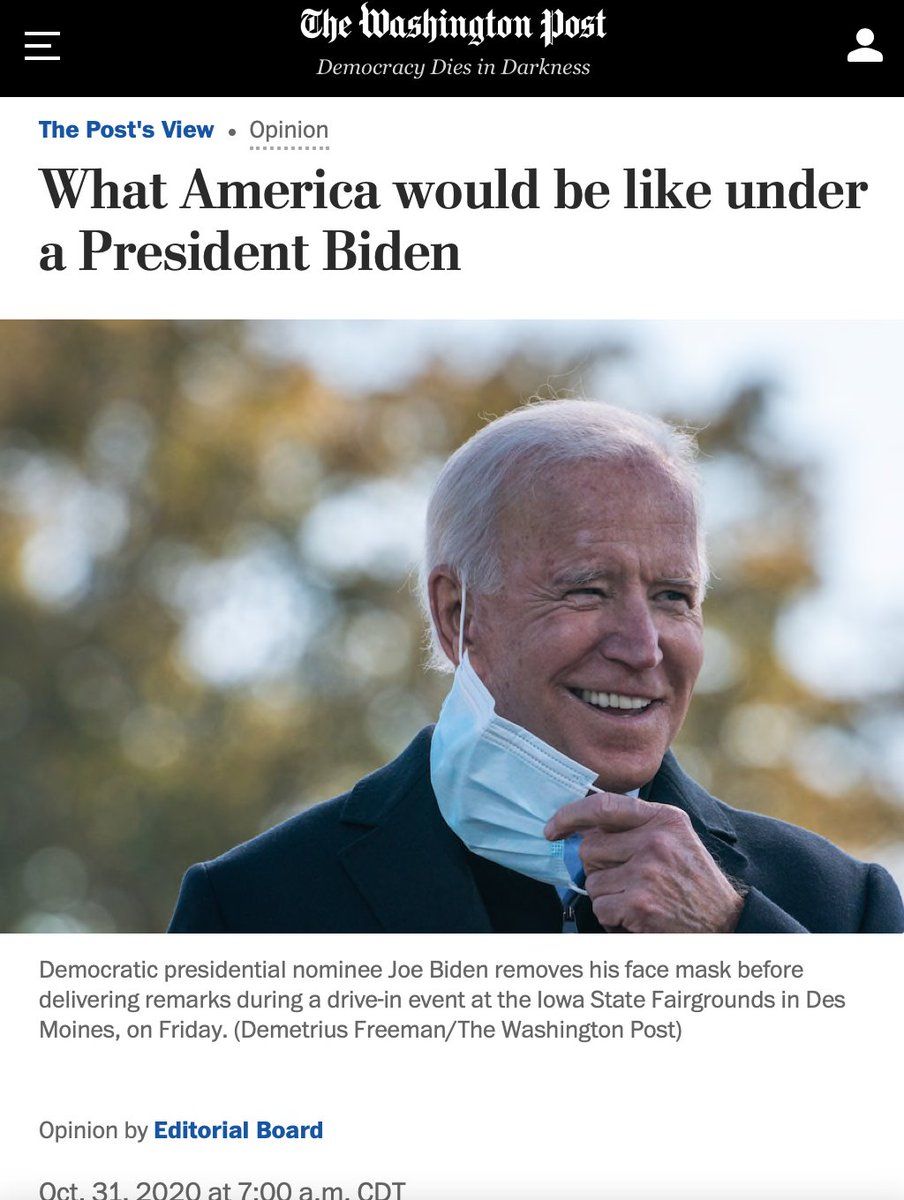 The Washington Post
Democracy Dies in Darkness
The Post's View • Opinion
What America would be like under
a President Biden
Democratic presidential nominee Joe Biden removes his face mask before
delivering remarks during a drive-in event at the Iowa State Fairgrounds in Des
Moines, on Friday. (Demetrius Freeman/The Washington Post)
Opinion by Editorial Board
Oct. 31, 2020 at 7:00 a.m. CDT